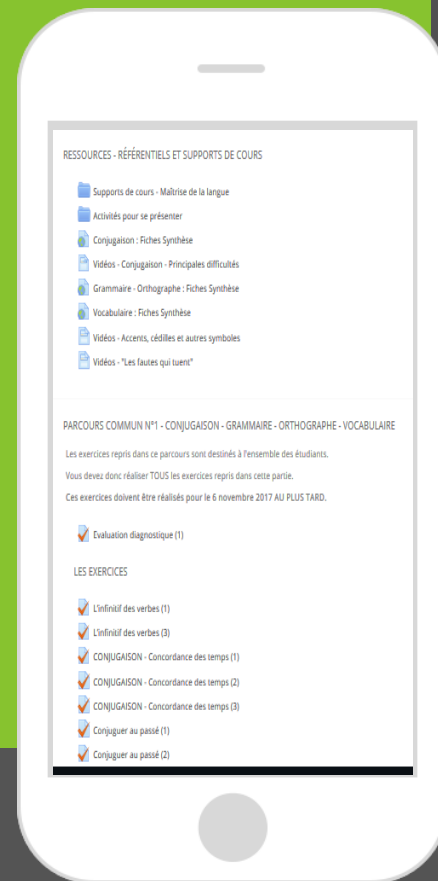 RESSOURCES - RÉFÉRENTIELS ET SUPPORTS DE COURS
Supports de cours - Maîtrise de la langue
Activités pour se présenter
Conjugaison : Fiches Synthèse
Vidéos - Conjugaison - Principales difficultés
Grammaire - Orthographe : Fiches Synthèse
Vocabulaire : Fiches Synthèse
Vidéos - Accents, cédilles et autres symboles
Vidéos - "Les fautes qui tuent"
PARCOURS COMMUN N°1 - CONJUGAISON - GRAMMAIRE - ORTHOGRAPHE - VOCABULAIRE
Les exercices repris dans ce parcours sont destinés à l'ensemble des étudiants.
Vous devez donc réaliser TOUS les exercices repris dans cette partie.
Ces exercices doivent être réalisés pour le 6 novembre 2017 AU PLUS TARD.
Evaluation diagnostique (1)
LES EXERCICES
L'infinitif des verbes (1)
L'infinitif des verbes (3)
CONJUGAISON - Concordance des temps (1)
CONJUGAISON - Concordance des temps (2)
CONJUGAISON - Concordance des temps (3)
Conjuguer au passé (1)
Conjuguer au passé (2)